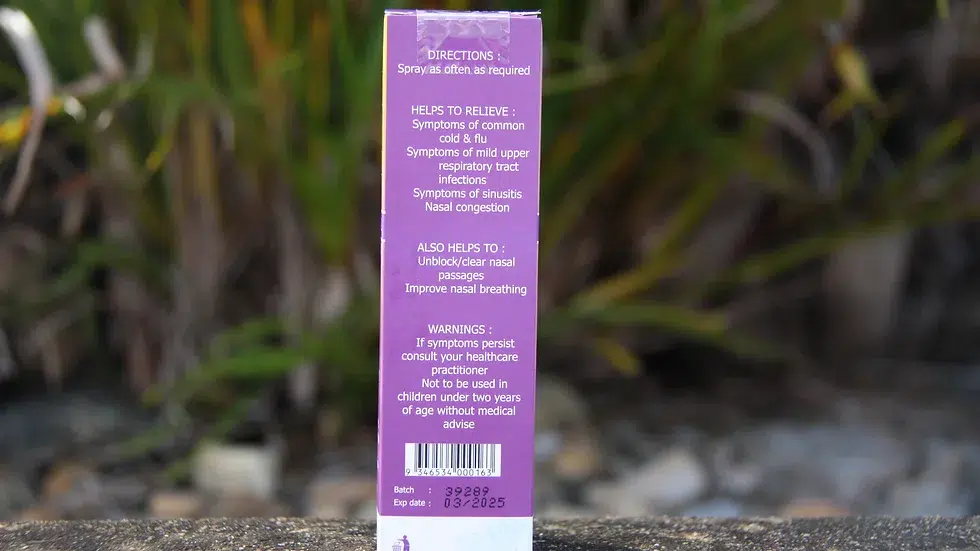 DIRECTIONS :
Spray as often as required
HELPS TO RELIEVE :
Symptoms of common
cold & flu
Symptoms of mild upper
respiratory tract
infections
Symptoms of sinusitis
Nasal congestion
ALSO HELPS TO :
Unblock/clear nasal
passages
Improve nasal breathing
WARNINGS :
If symptoms persist
consult your healthcare
practitioner
Not to be used in
children under two years
of age without medical
advise
9 346534 000163
Batch : 39289
Exp date : 03/2025